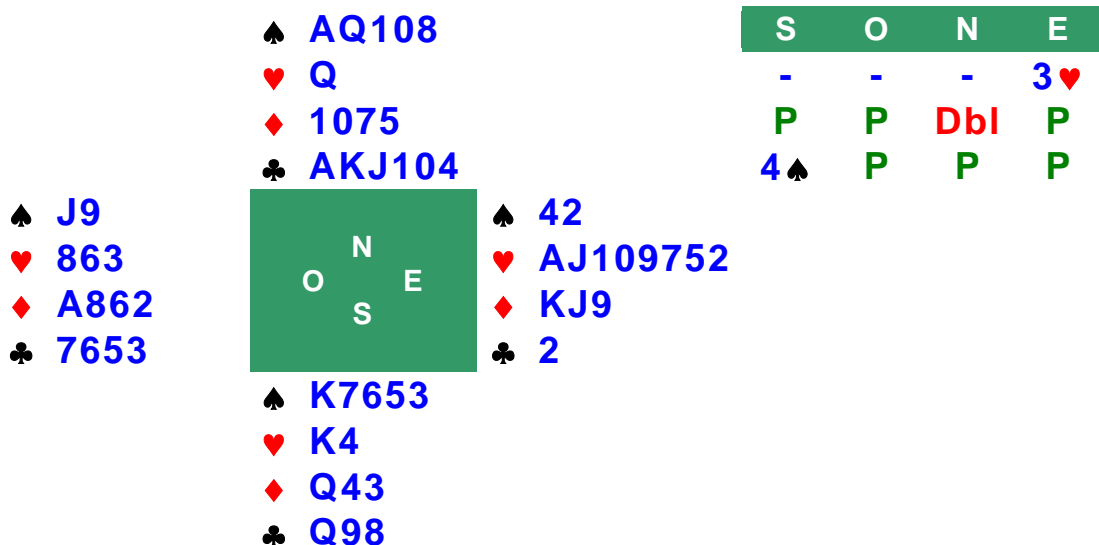 ♠ AQ108
♥ Q
♦ 1075
♣ AKJ104
S O N E
- - - 3♥
P P Dbl P
4♠ P P P
♠ J9
♥ 863
♦ A862
♣ 7653
N
O E
S
♠ 42
♥ AJ109752
♦ KJ9
♣ 2
♠ K7653
♥ K4
♦ Q43
♣ Q98